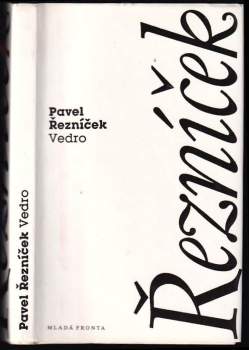 Pavel Řezníček Vedro
Pavel
Řezníček
Vedro
MLADÁ FRONTA
Řezníček